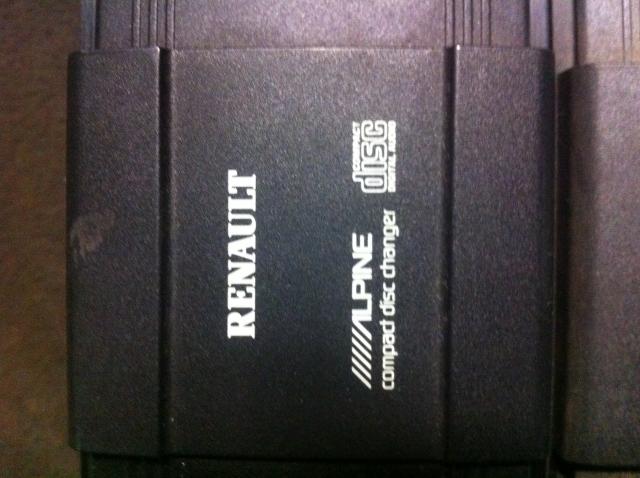 RENAULT
ALPINE
compact disc changer
COMPACT
disc
DIGITAL AUDIO